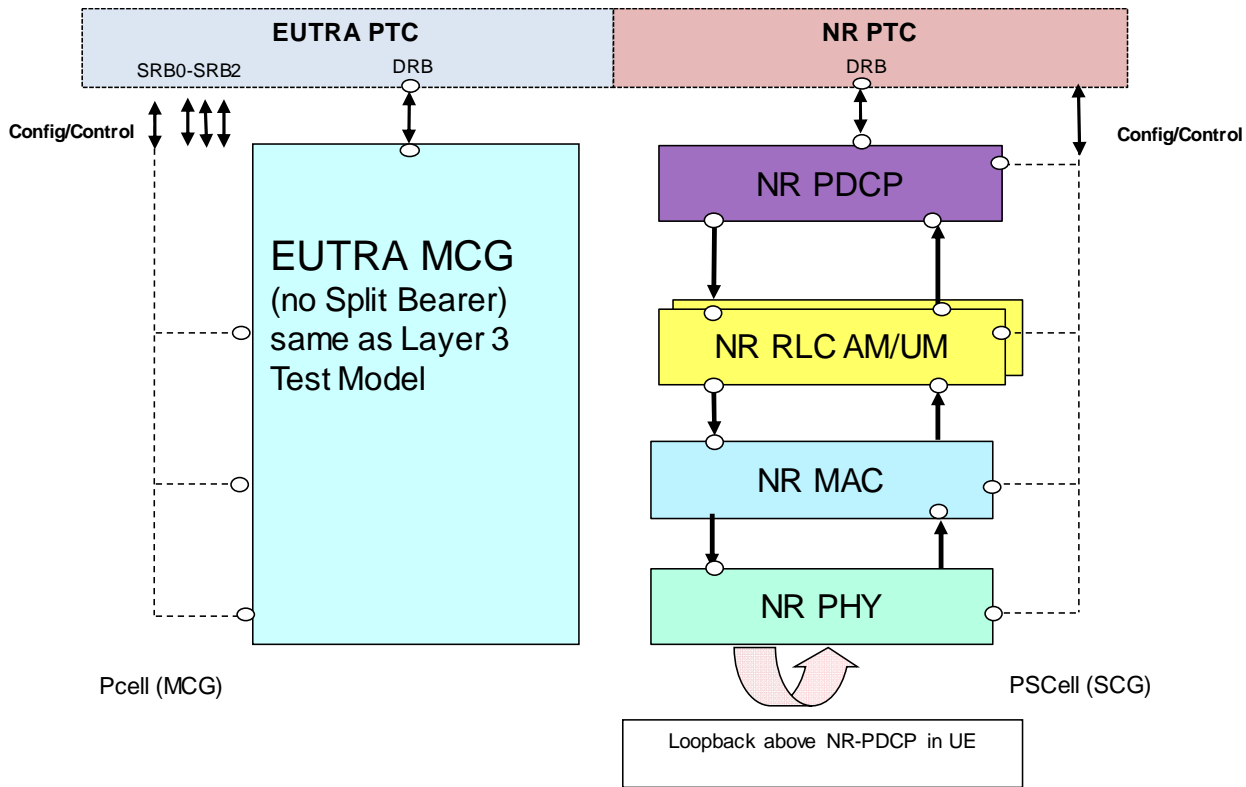 EUTRA PTC
NR PTC
SRB0-SRB2
DRB
DRB
Config/Control
Config/Control
NR PDCP
EUTRA MCG
(no Split Bearer)
same as Layer 3
Test Model
NR RLC AM/UM
NR MAC
NR PHY
Pcell (MCG)
PSCell (SCG)
Loopback above NR-PDCP in UE